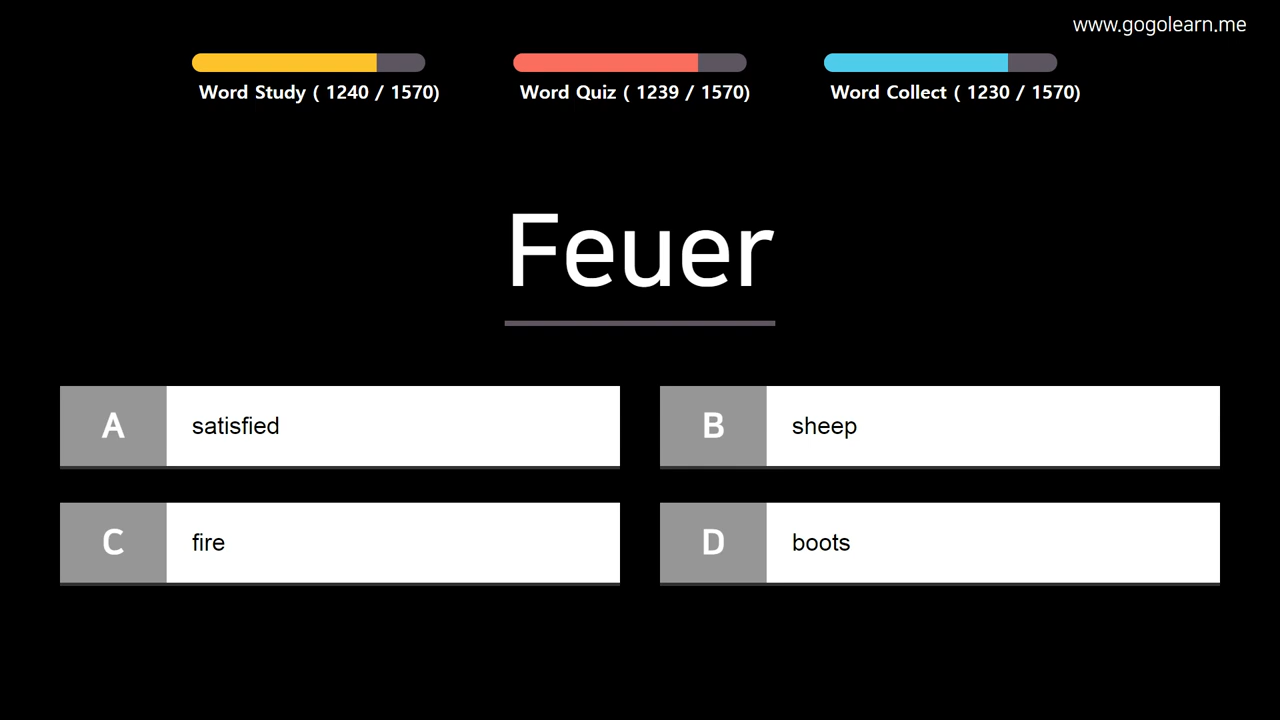 www.gogolearn.me
Word Study ( 1240 / 1570)
Word Quiz ( 1239 / 1570)
Word Collect ( 1230 / 1570)
Feuer
A satisfied
B sheep
C fire
D boots